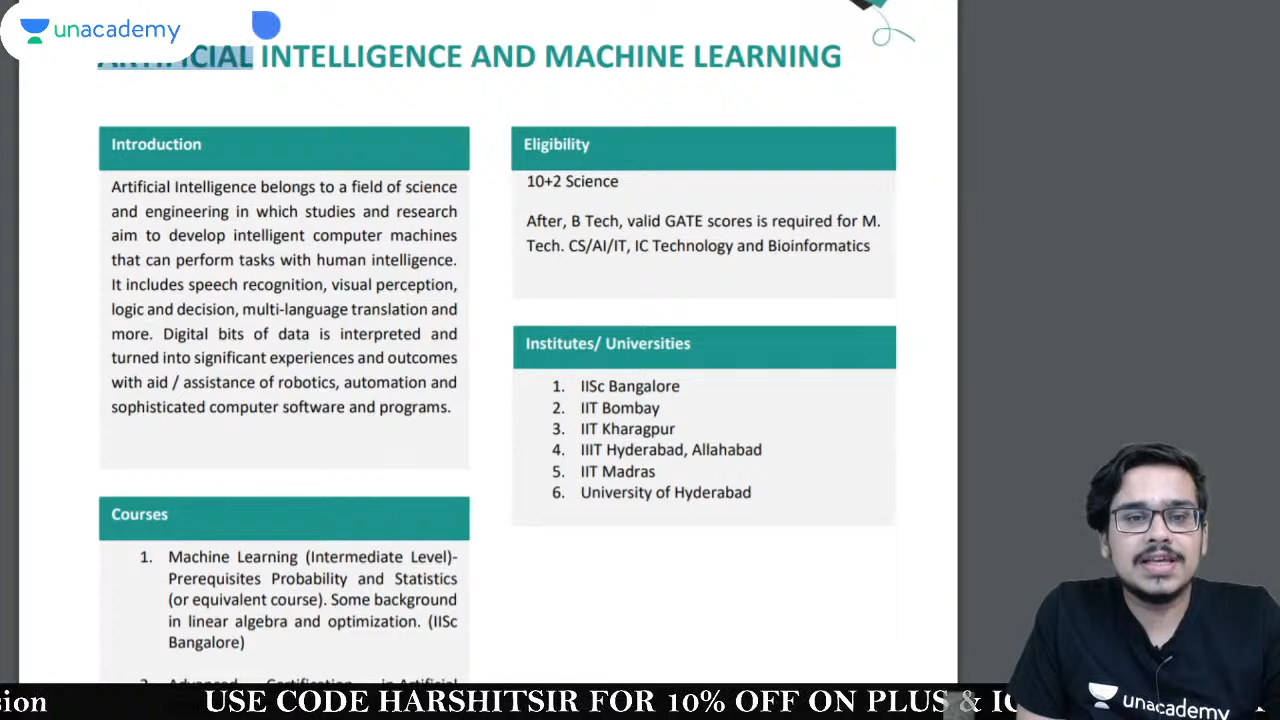 unacademy
ARTIFICIAL INTELLIGENCE AND MACHINE LEARNING
Introduction
Artificial Intelligence belongs to a field of science
and engineering in which studies and research
aim to develop intelligent computer machines
that can perform tasks with human intelligence.
It includes speech recognition, visual perception,
logic and decision, multi-language translation and
more. Digital bits of data is interpreted and
turned into significant experiences and outcomes
with aid / assistance of robotics, automation and
sophisticated computer software and programs.
Courses
1. Machine Learning (Intermediate Level)-
Prerequisites Probability and Statistics
(or equivalent course). Some background
in linear algebra and optimization. (IISc
Bangalore)
2. Advanced Certification in Artificial
Eligibility
10+2 Science
After, B Tech, valid GATE scores is required for M.
Tech. CS/AI/IT, IC Technology and Bioinformatics
Institutes/ Universities
1. IISc Bangalore
2. IIT Bombay
3. IIT Kharagpur
4. IIIT Hyderabad, Allahabad
5. IIT Madras
6. University of Hyderabad
unacademy
sion USE CODE HARSHITSIR FOR 10% OFF ON PLUS & IC